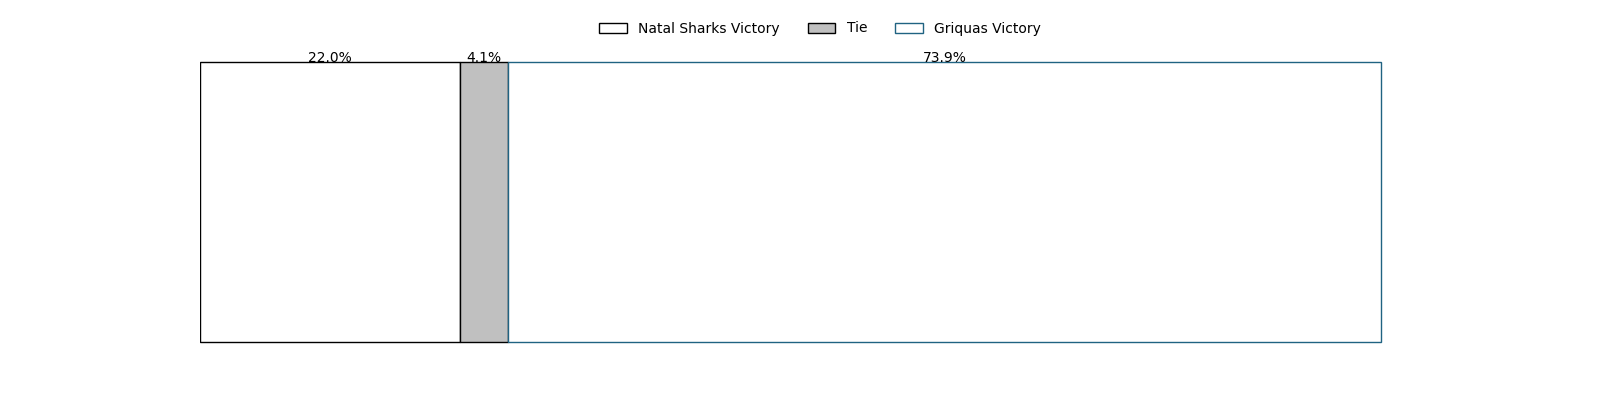 Natal Sharks Victory Tie Griquas Victory
22.0% 4.1% 73.9%